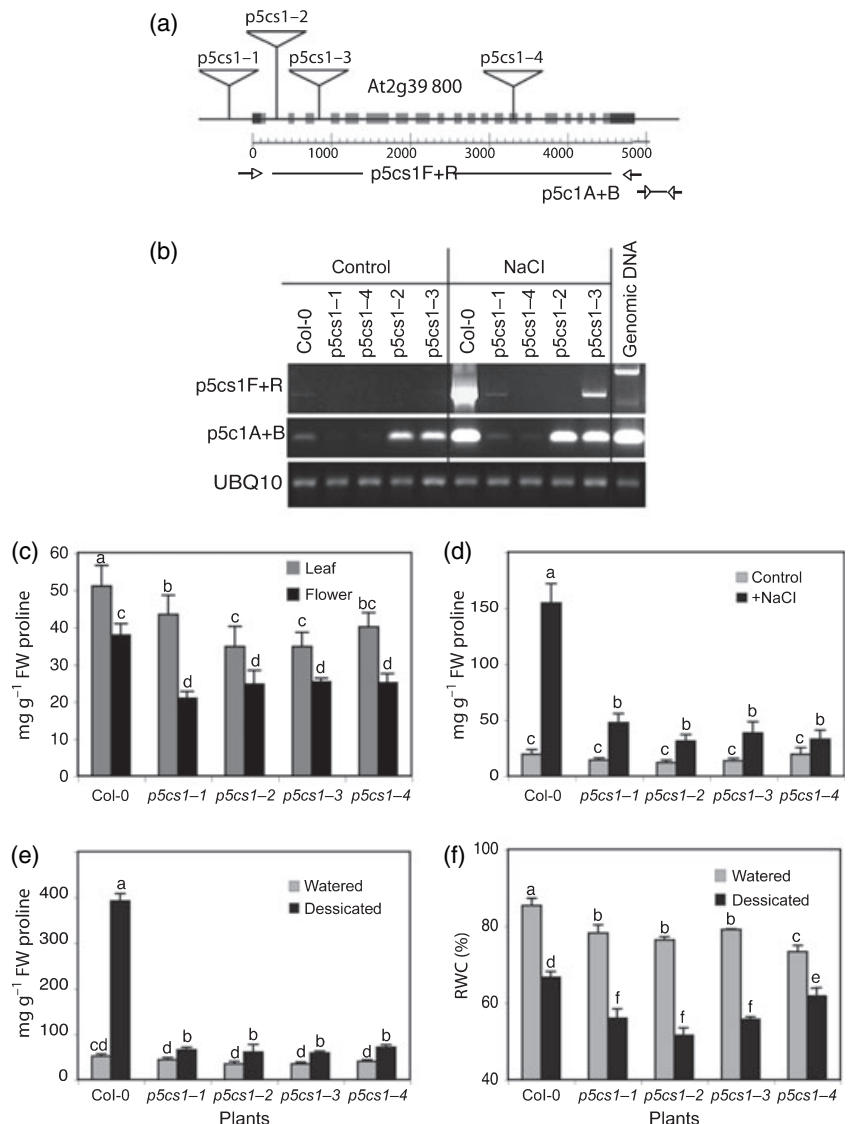 (a)
p5cs1–2
p5cs1–1
p5cs1–3
p5cs1–4
At2g39 800
0 1000 2000 3000 4000 5000
p5cs1F+R
p5c1A+B
(b)
Control NaCl
Col-0 p5cs1–1 p5cs1–4 p5cs1–2 p5cs1–3 Col-0 p5cs1–1 p5cs1–4 p5cs1–2 p5cs1–3 Genomic DNA
p5cs1F+R
p5c1A+B
UBQ10
(c)
mg g−1 FW proline
60
50
40
30
20
10
0
Leaf
Flower
a c b d c d c d bc d
Col-0 p5cs1–1 p5cs1–2 p5cs1–3 p5cs1–4
(d)
mg g−1 FW proline
150
100
50
0
Control
+NaCl
c a c b c b c b c b
Col-0 p5cs1–1 p5cs1–2 p5cs1–3 p5cs1–4
(e)
mg g−1 FW proline
400
300
200
100
0
Watered
Dessicated
cd a d b d b d b d b
Col-0 p5cs1–1 p5cs1–2 p5cs1–3 p5cs1–4
Plants
(f)
RWC (%)
100
80
60
40
Watered
Dessicated
a d b f b f b f c e
Col-0 p5cs1–1 p5cs1–2 p5cs1–3 p5cs1–4
Plants